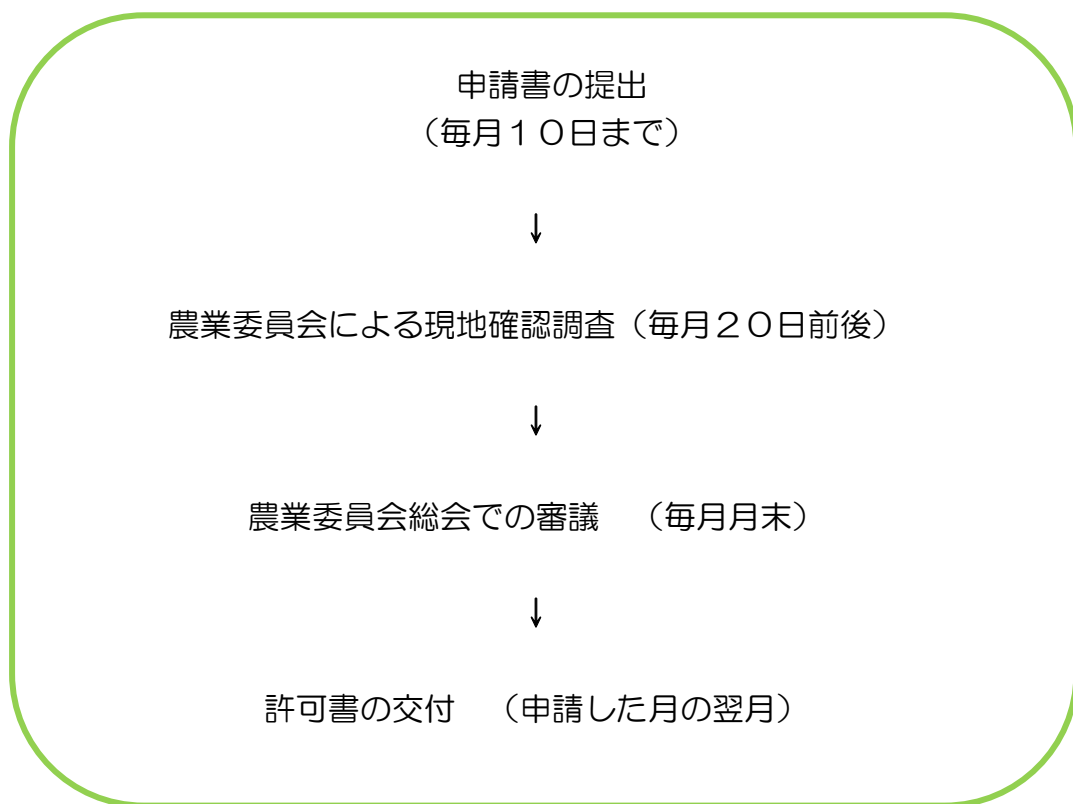 申請書の提出
（毎月１０日まで）
↓
農業委員会による現地確認調査（毎月２０日前後）
↓
農業委員会総会での審議　（毎月月末）
↓
許可書の交付　（申請した月の翌月）